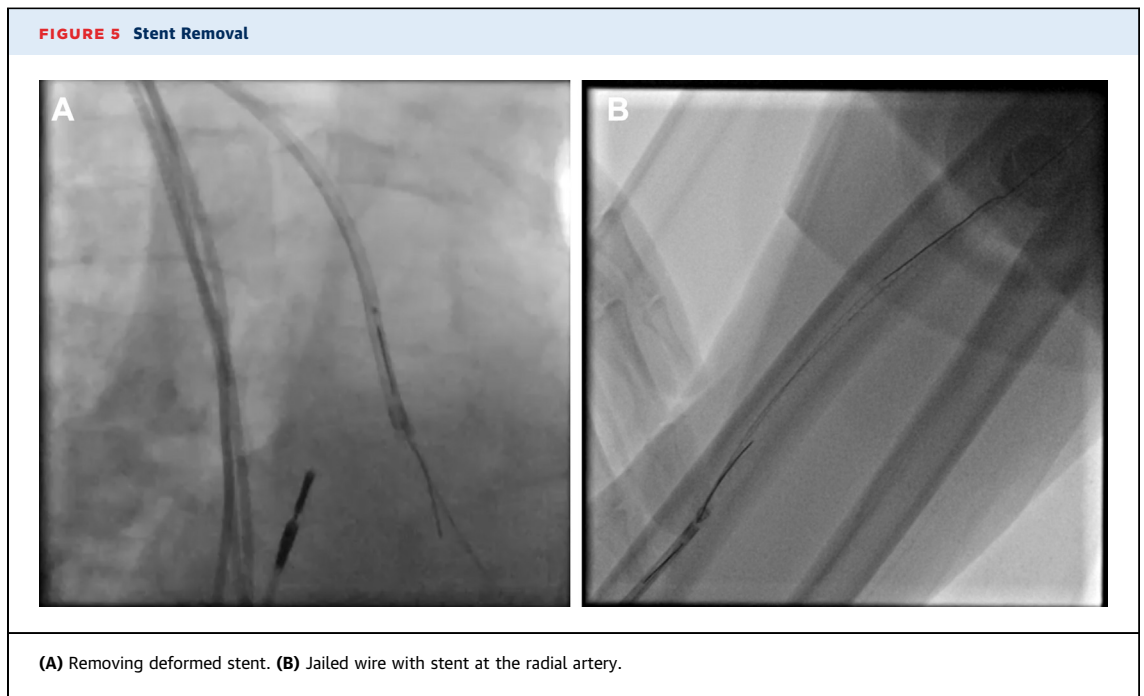 FIGURE 5 Stent Removal
A
B
(A) Removing deformed stent. (B) Jailed wire with stent at the radial artery.